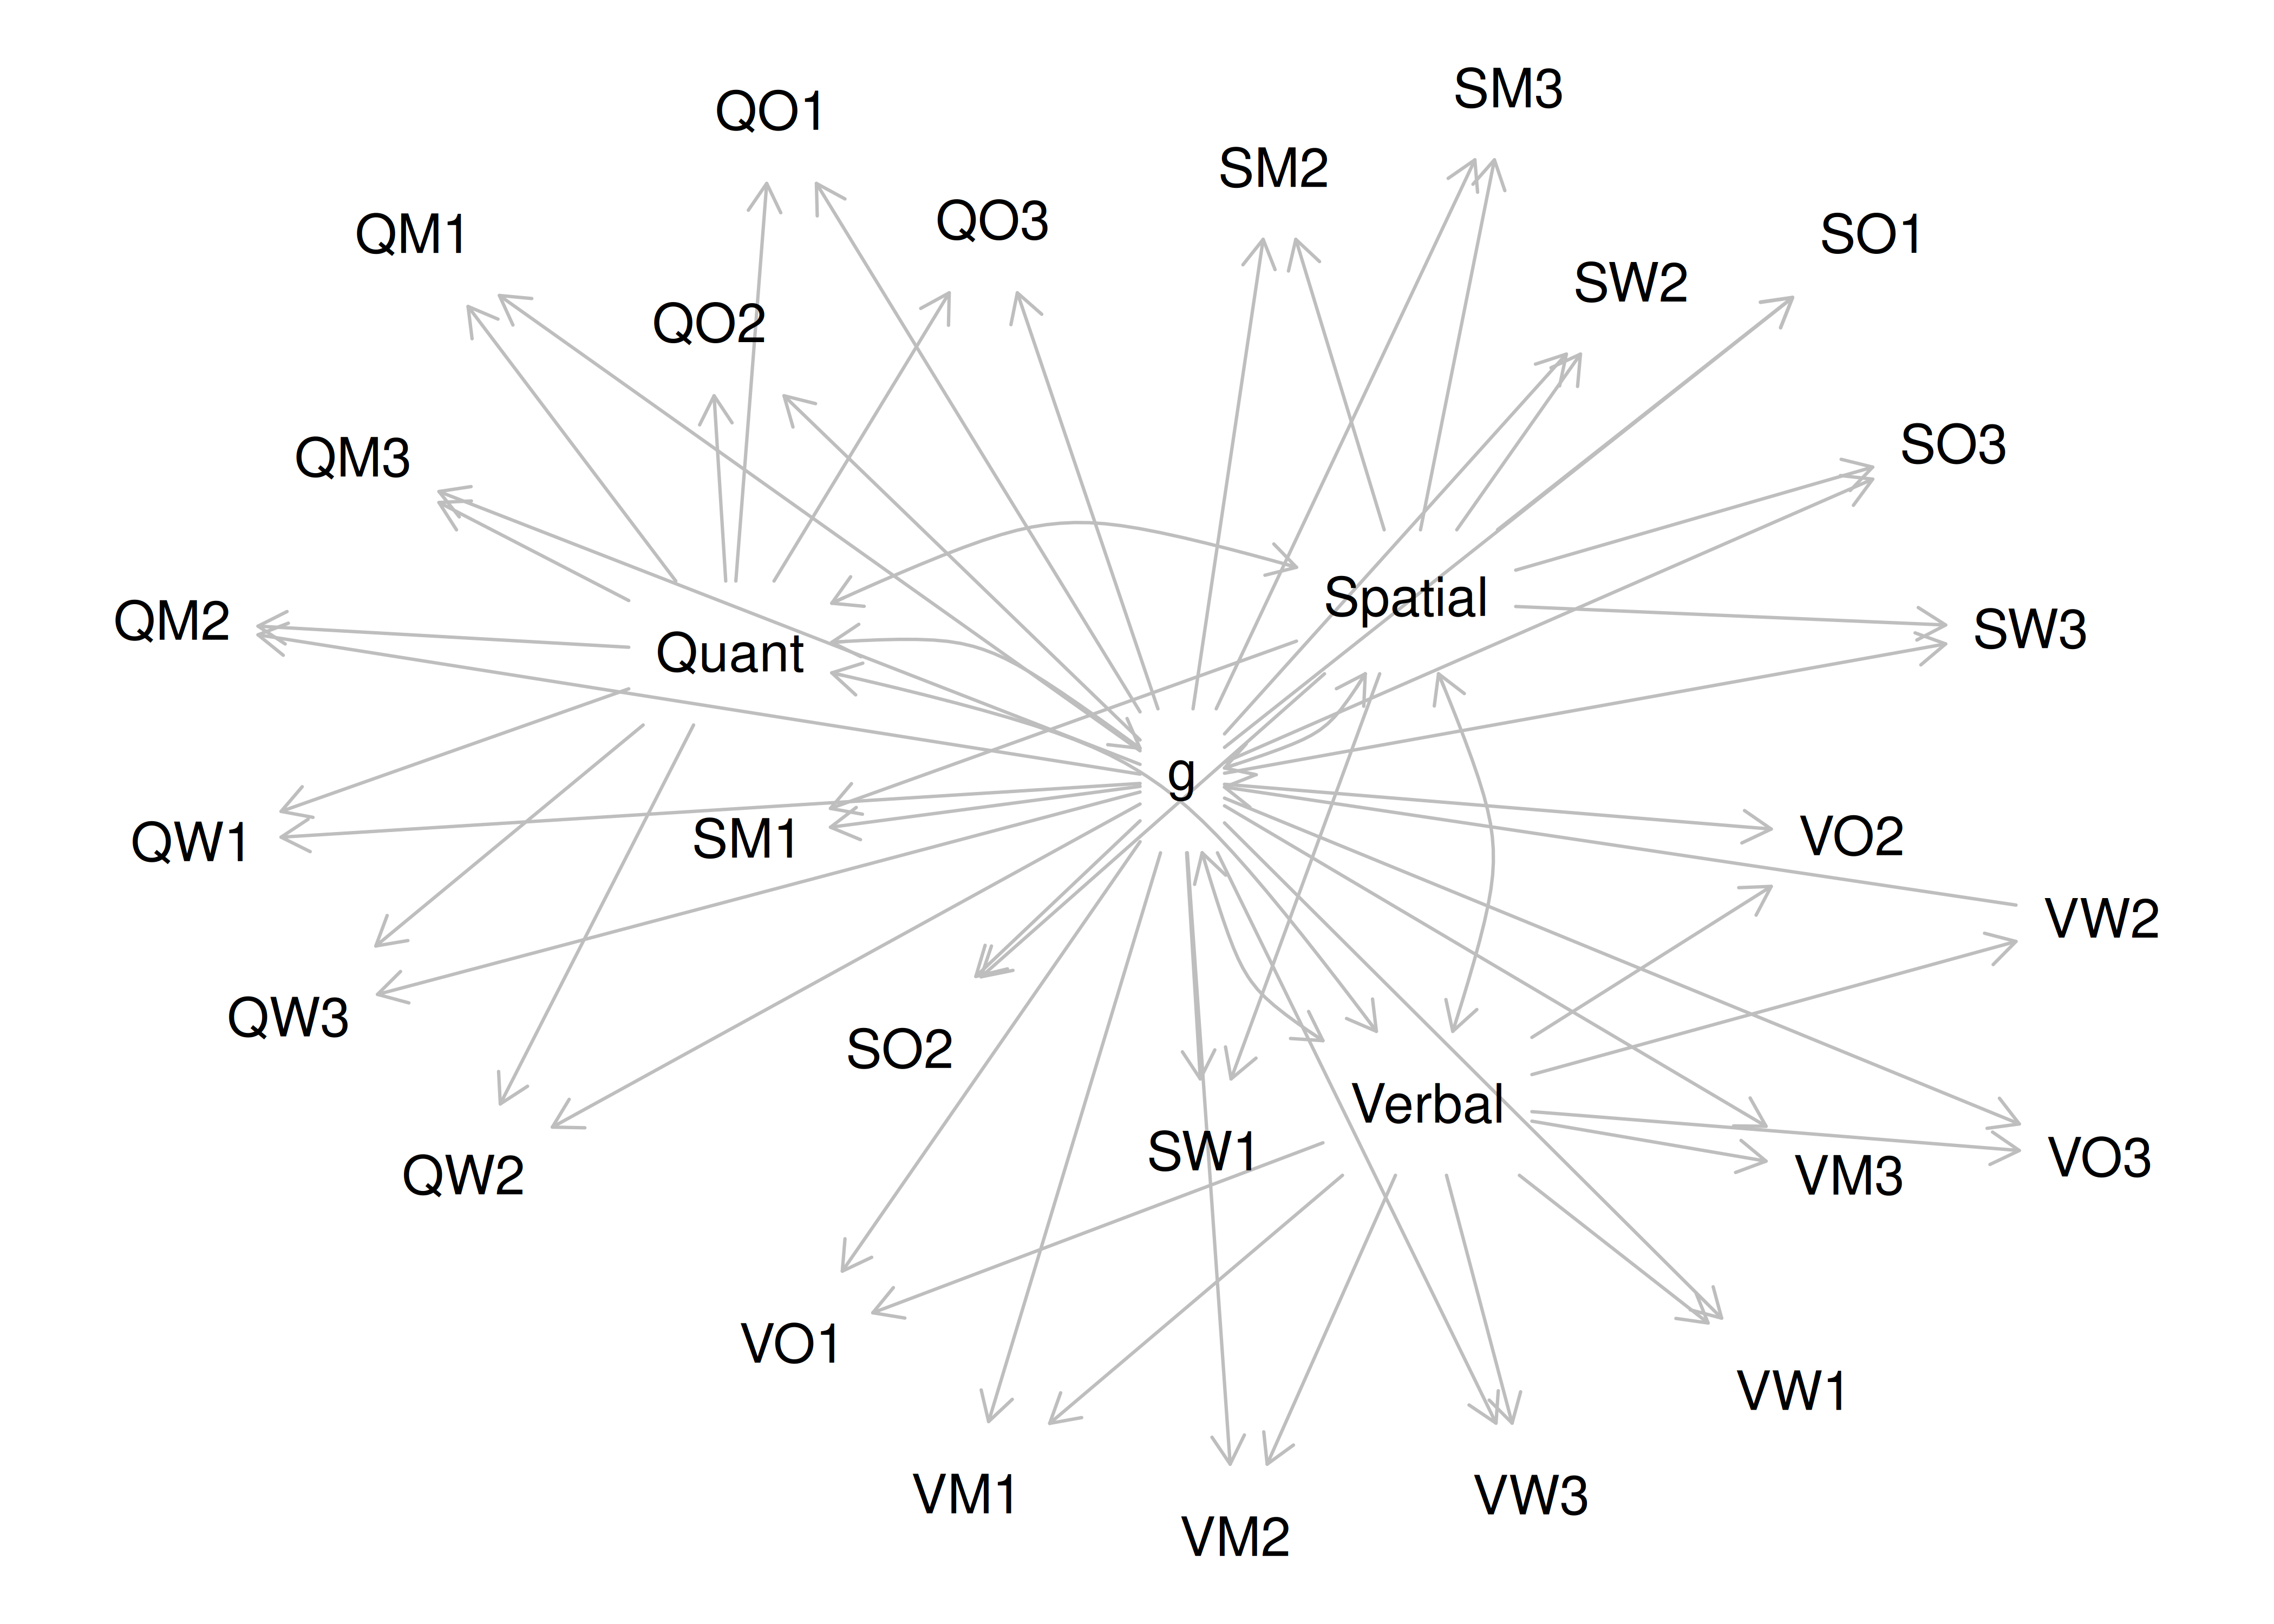 SM3
QO1
SM2
QO3
QM1
SO1
SW2
QO2
SO3
QM3
Spatial
QM2
SW3
Quant
g
VO2
SM1
QW1
VW2
QW3
SO2
Verbal
SW1
VO3
QW2
VM3
VO1
VW1
VM1
VW3
VM2